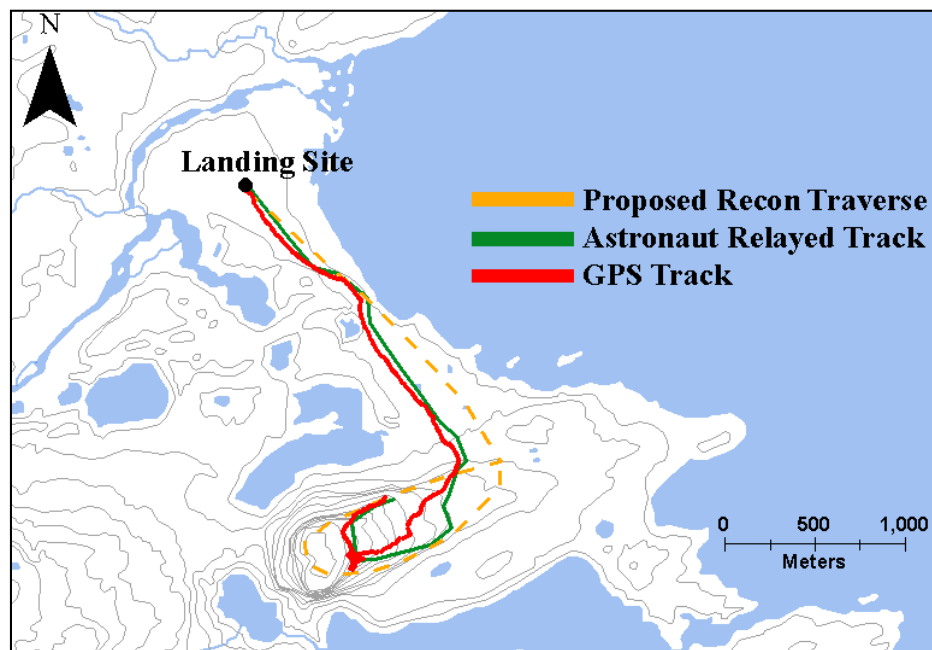 N
Landing Site
Proposed Recon Traverse
Astronaut Relayed Track
GPS Track
0 500 1,000
Meters